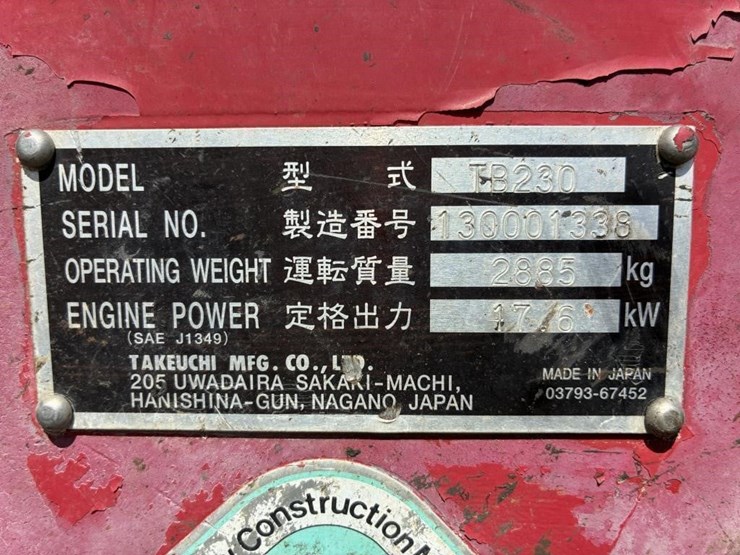 MODEL 型 式 TB230
SERIAL NO. 製造番号 130001338
OPERATING WEIGHT 運転質量 2885 kg
ENGINE POWER 定格出力 17.6 kW
(SAE J1349)
TAKEUCHI MFG. CO., LTD.
205 UWADAIRA SAKAKI-MACHI,
HANISHINA-GUN, NAGANO, JAPAN
MADE IN JAPAN
03793-67452
Construction